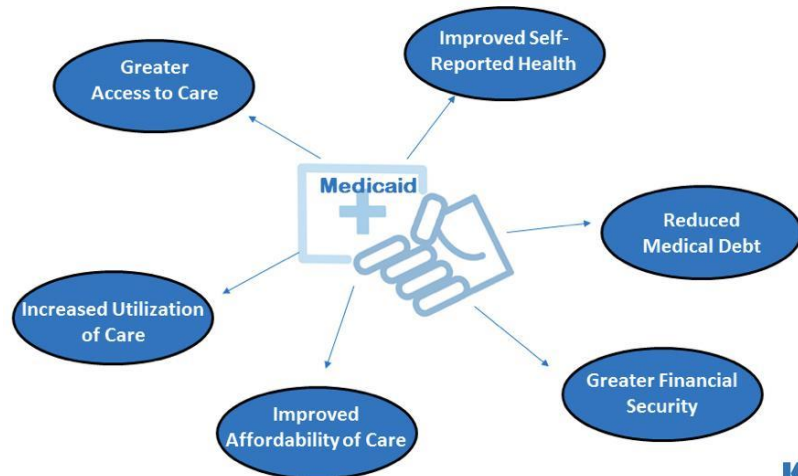 Improved Self-
Reported Health
Greater
Access to Care
Medicaid
Reduced
Medical Debt
Increased Utilization
of Care
Greater Financial
Security
Improved
Affordability of Care